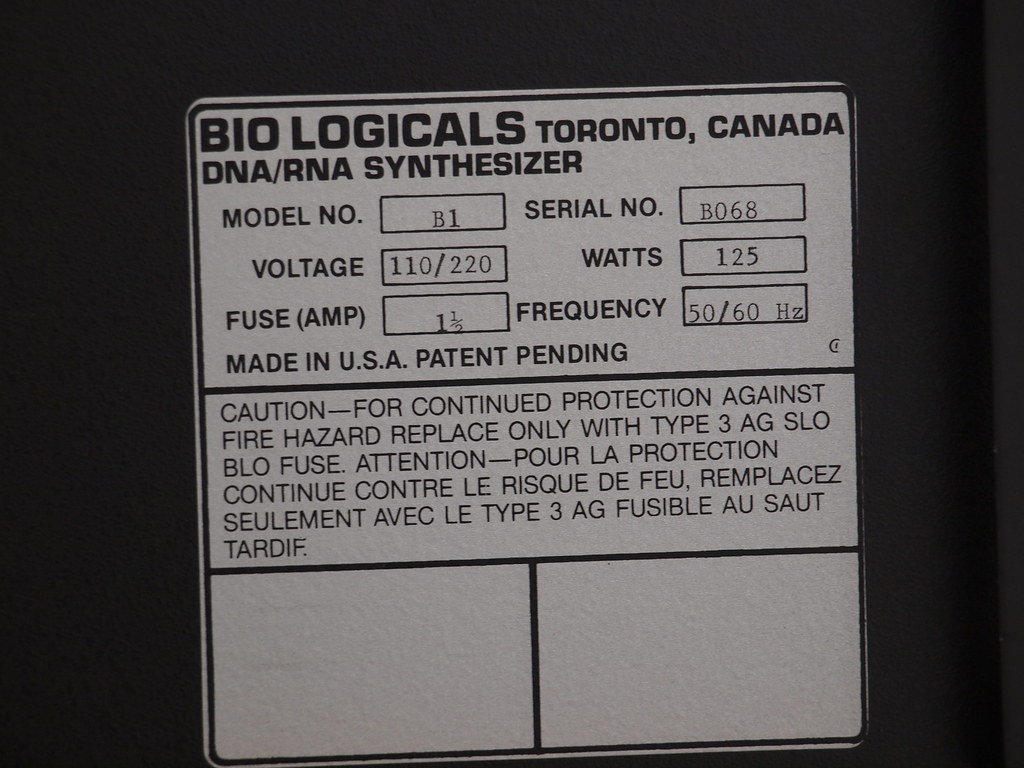 BIO LOGICALS TORONTO, CANADA
DNA/RNA SYNTHESIZER
MODEL NO. B1 SERIAL NO. B068
VOLTAGE 110/220 WATTS 125
FUSE (AMP) 1½ FREQUENCY 50/60 Hz
MADE IN U.S.A. PATENT PENDING
CAUTION—FOR CONTINUED PROTECTION AGAINST
FIRE HAZARD REPLACE ONLY WITH TYPE 3 AG SLO
BLO FUSE. ATTENTION—POUR LA PROTECTION
CONTINUE CONTRE LE RISQUE DE FEU, REMPLACEZ
SEULEMENT AVEC LE TYPE 3 AG FUSIBLE AU SAUT
TARDIF.